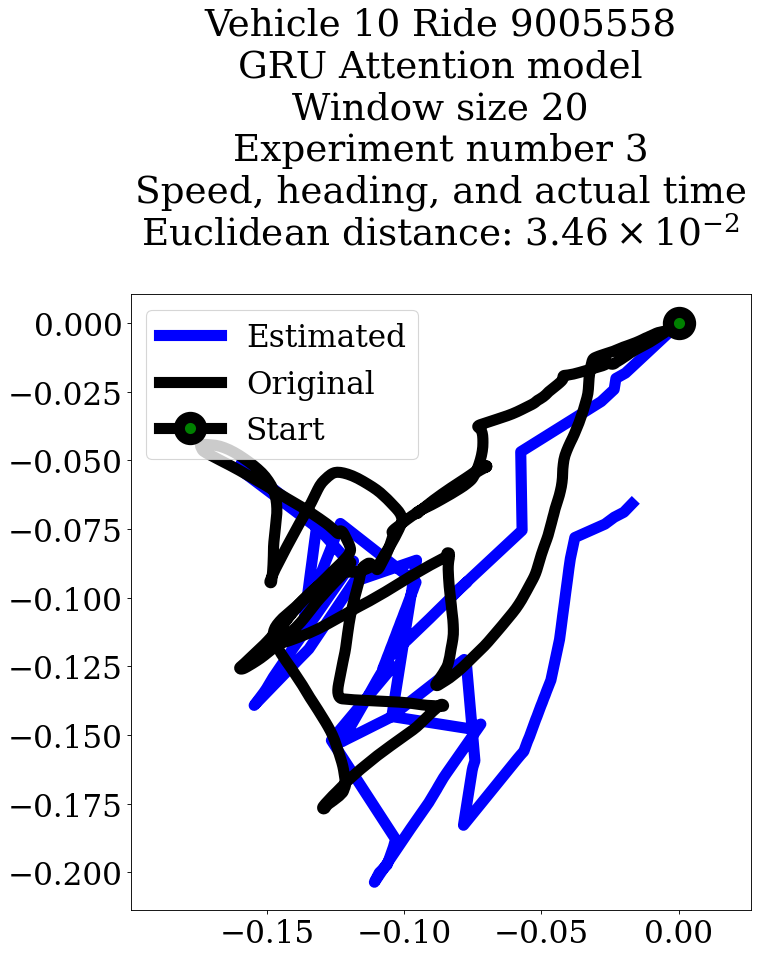 Vehicle 10 Ride 9005558
GRU Attention model
Window size 20
Experiment number 3
Speed, heading, and actual time
Euclidean distance: 3.46 × 10⁻²
Estimated
Original
Start
0.000
−0.025
−0.050
−0.075
−0.100
−0.125
−0.150
−0.175
−0.200
−0.15 −0.10 −0.05 0.00